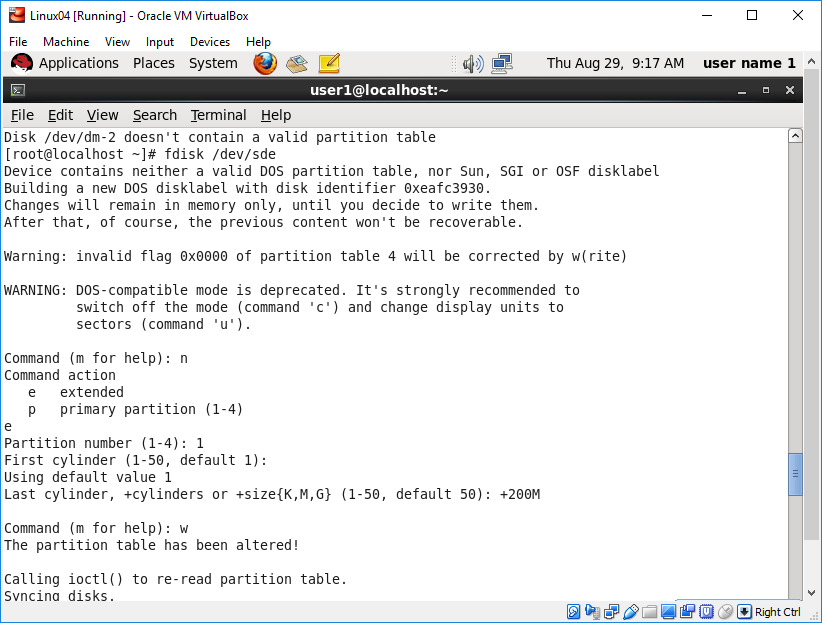 Linux04 [Running] - Oracle VM VirtualBox
File Machine View Input Devices Help
Applications Places System Thu Aug 29, 9:17 AM user name 1
user1@localhost:~
File Edit View Search Terminal Help
Disk /dev/dm-2 doesn't contain a valid partition table
[root@localhost ~]# fdisk /dev/sde
Device contains neither a valid DOS partition table, nor Sun, SGI or OSF disklabel
Building a new DOS disklabel with disk identifier 0xeafc3930.
Changes will remain in memory only, until you decide to write them.
After that, of course, the previous content won't be recoverable.
Warning: invalid flag 0x0000 of partition table 4 will be corrected by w(rite)
WARNING: DOS-compatible mode is deprecated. It's strongly recommended to
switch off the mode (command 'c') and change display units to
sectors (command 'u').
Command (m for help): n
Command action
e extended
p primary partition (1-4)
e
Partition number (1-4): 1
First cylinder (1-50, default 1):
Using default value 1
Last cylinder, +cylinders or +size{K,M,G} (1-50, default 50): +200M
Command (m for help): w
The partition table has been altered!
Calling ioctl() to re-read partition table.
Syncing disks.
Right Ctrl